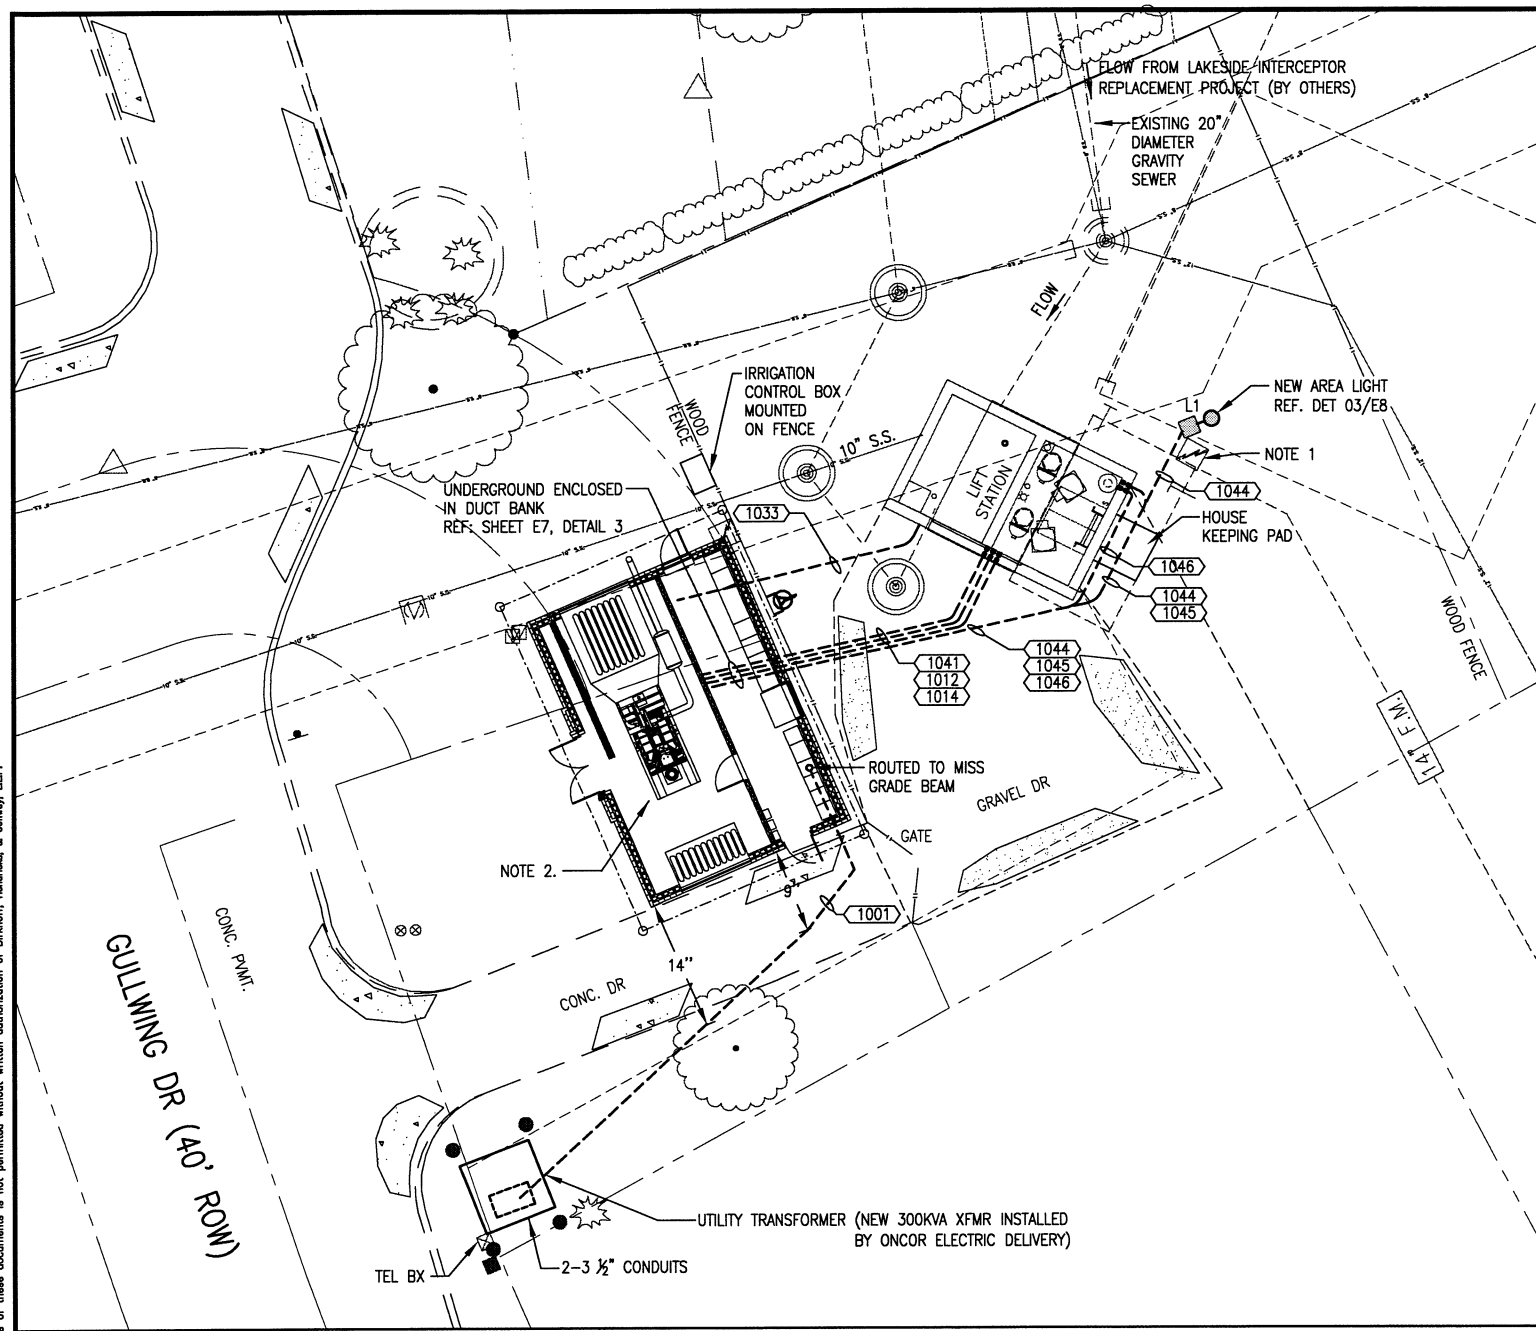 FLOW FROM LAKESIDE INTERCEPTOR
REPLACEMENT PROJECT (BY OTHERS)
EXISTING 20"
DIAMETER
GRAVITY
SEWER
FLOW
IRRIGATION
CONTROL BOX
MOUNTED
ON FENCE
WOOD
FENCE
10" S.S.
NEW AREA LIGHT
REF. DET 03/E8
L1
NOTE 1
LIFT
STATION
1044
HOUSE
KEEPING PAD
UNDERGROUND ENCLOSED
IN DUCT BANK
REF: SHEET E7, DETAIL 3
1033
1046
1044
1045
1041
1012
1014
1044
1045
1046
WOOD FENCE
14" F.M.
ROUTED TO MISS
GRADE BEAM
GRAVEL DR
GATE
NOTE 2.
9"
1001
14"
CONC. DR
CONC. PVMT.
GULLWING DR (40' ROW)
UTILITY TRANSFORMER (NEW 300KVA XFMR INSTALLED
BY ONCOR ELECTRIC DELIVERY)
2-3 ½" CONDUITS
TEL BX